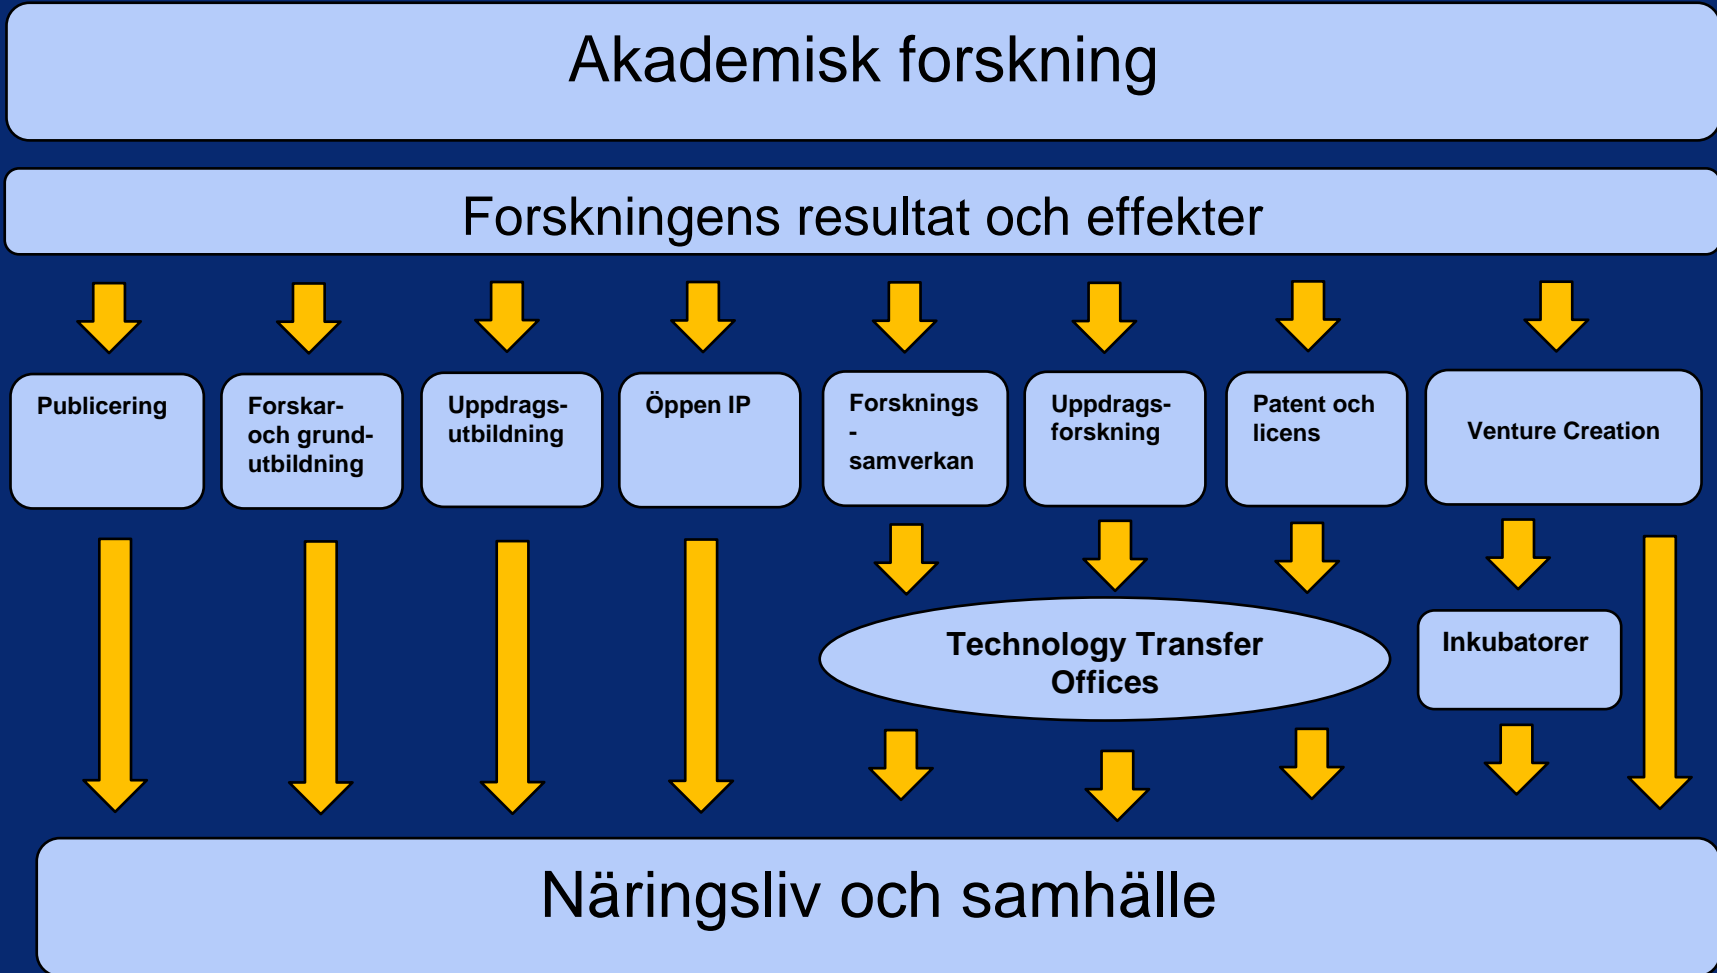 Akademisk forskning
Forskningens resultat och effekter
Publicering
Forskar-
och grund-
utbildning
Uppdrags-
utbildning
Öppen IP
Forsknings
-
samverkan
Uppdrags-
forskning
Patent och
licens
Venture Creation
Technology Transfer
Offices
Inkubatorer
Näringsliv och samhälle